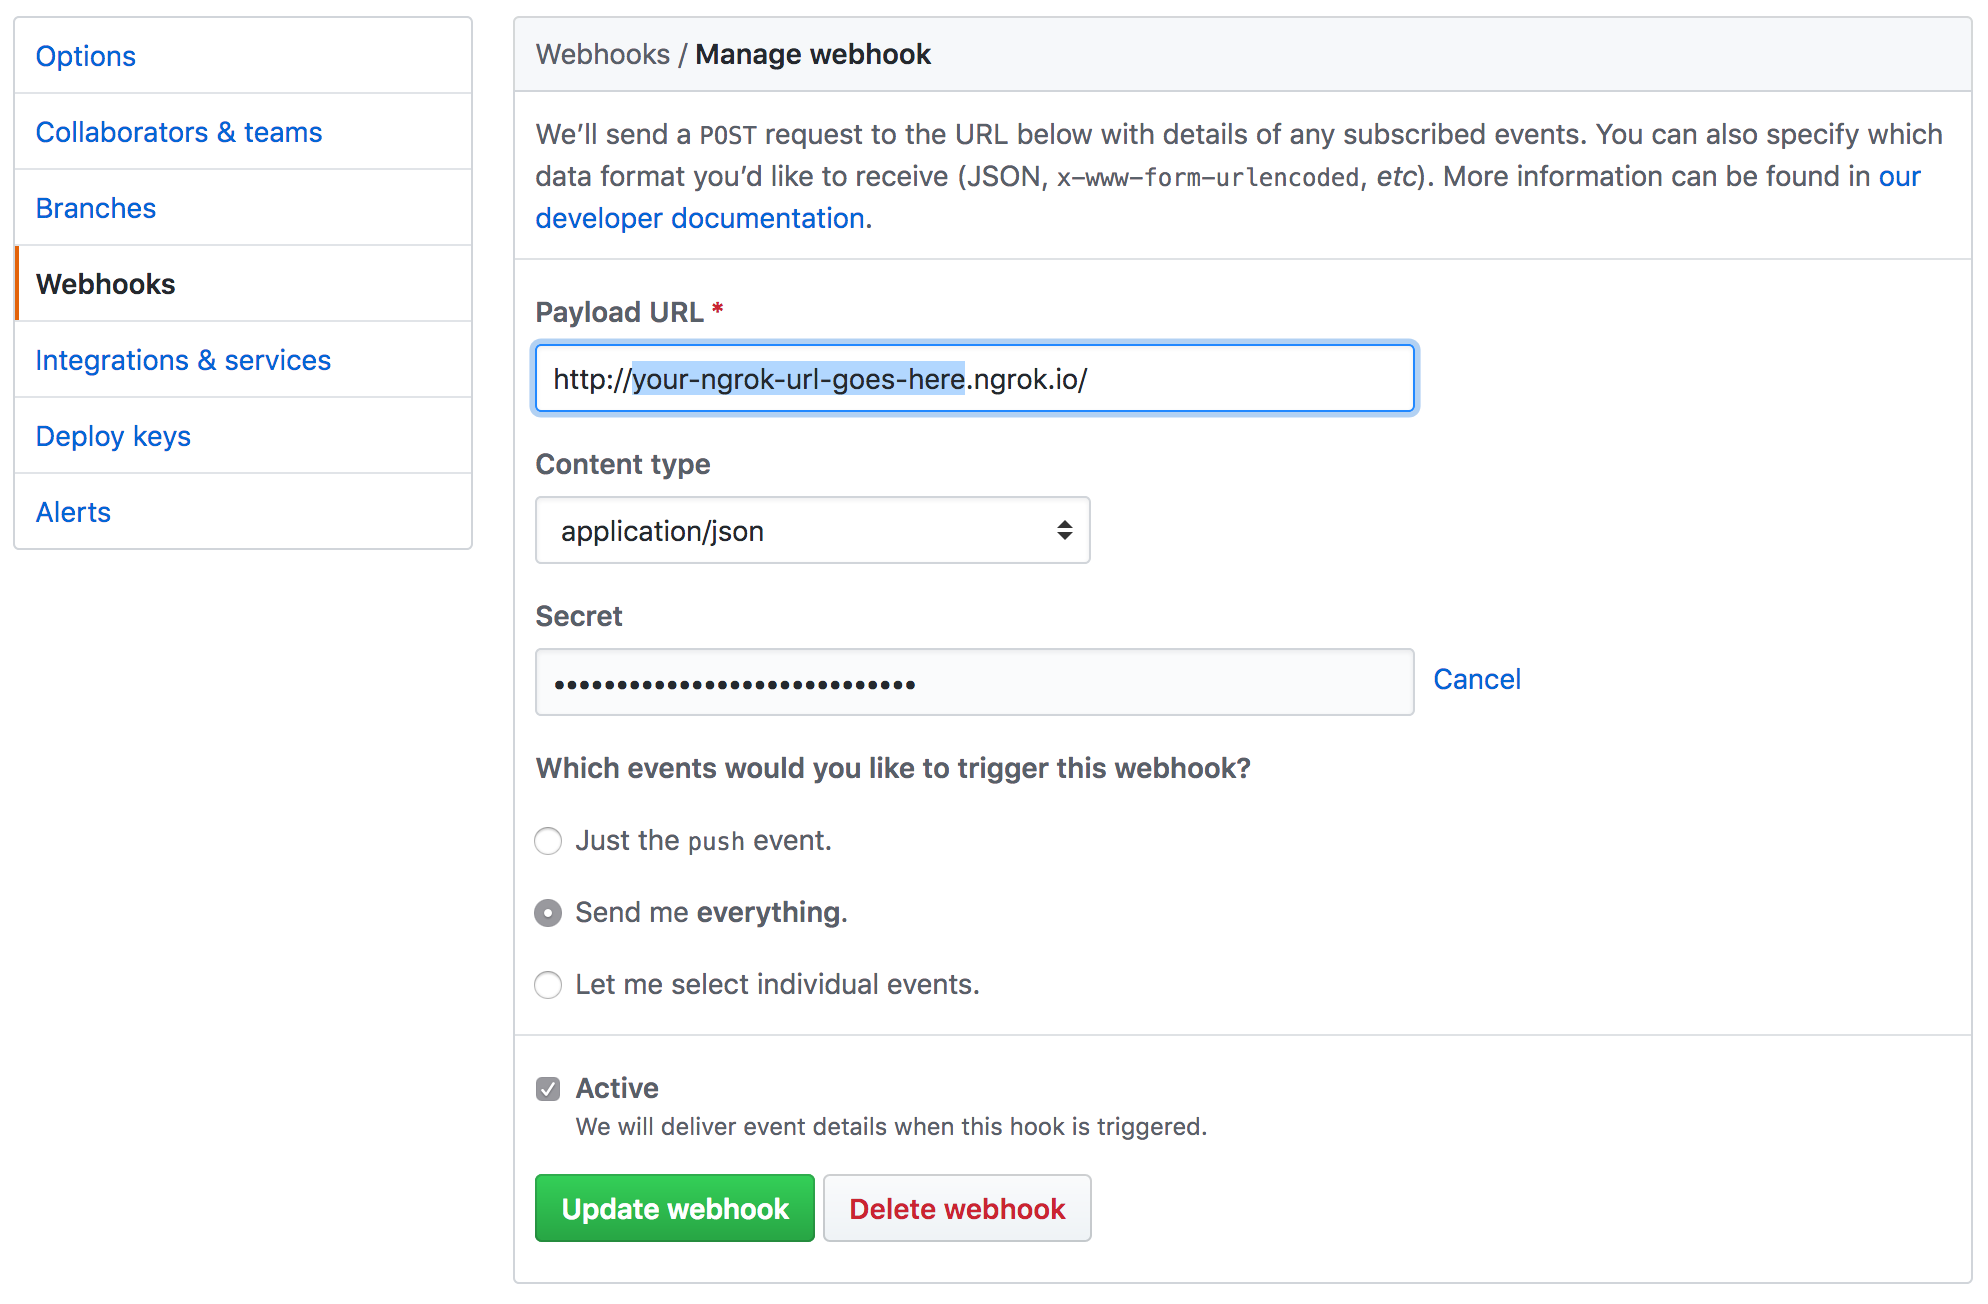 Options
Collaborators & teams
Branches
Webhooks
Integrations & services
Deploy keys
Alerts
Webhooks / Manage webhook
We’ll send a POST request to the URL below with details of any subscribed events. You can also specify which
data format you’d like to receive (JSON, x-www-form-urlencoded, etc). More information can be found in our
developer documentation.
Payload URL *
http://your-ngrok-url-goes-here.ngrok.io/
Content type
application/json
Secret
•••••••••••••••••••••••••••••
Cancel
Which events would you like to trigger this webhook?
Just the push event.
Send me everything.
Let me select individual events.
Active
We will deliver event details when this hook is triggered.
Update webhook
Delete webhook